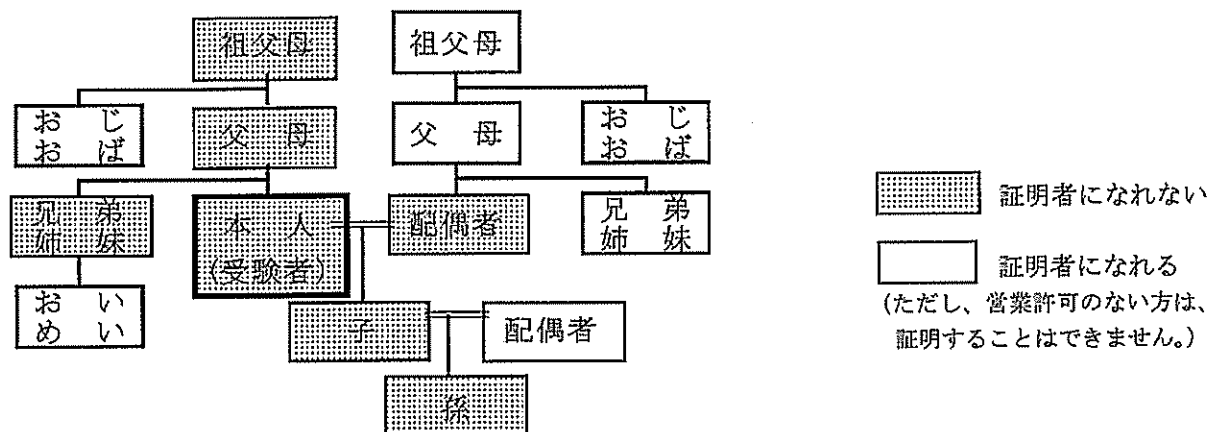 祖父母
祖父母
おじ
おば
父母
父母
おじ
おば
兄弟
姉妹
本人
(受験者)
配偶者
兄弟
姉妹
おい
めい
子
配偶者
孫
証明者になれない
証明者になれる
(ただし、営業許可のない方は、
証明することはできません。)